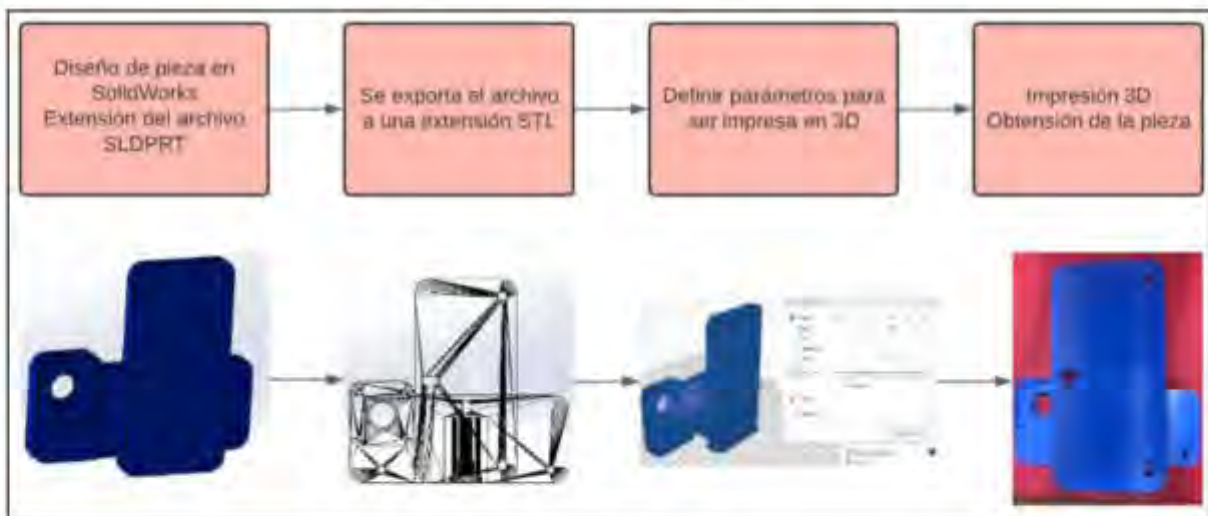 Diseño de pieza en
SolidWorks
Extensión del archivo
SLDPRT
Se exporta el archivo
a una extensión STL
Definir parámetros para
ser impresa en 3D
Impresión 3D
Obtención de la pieza